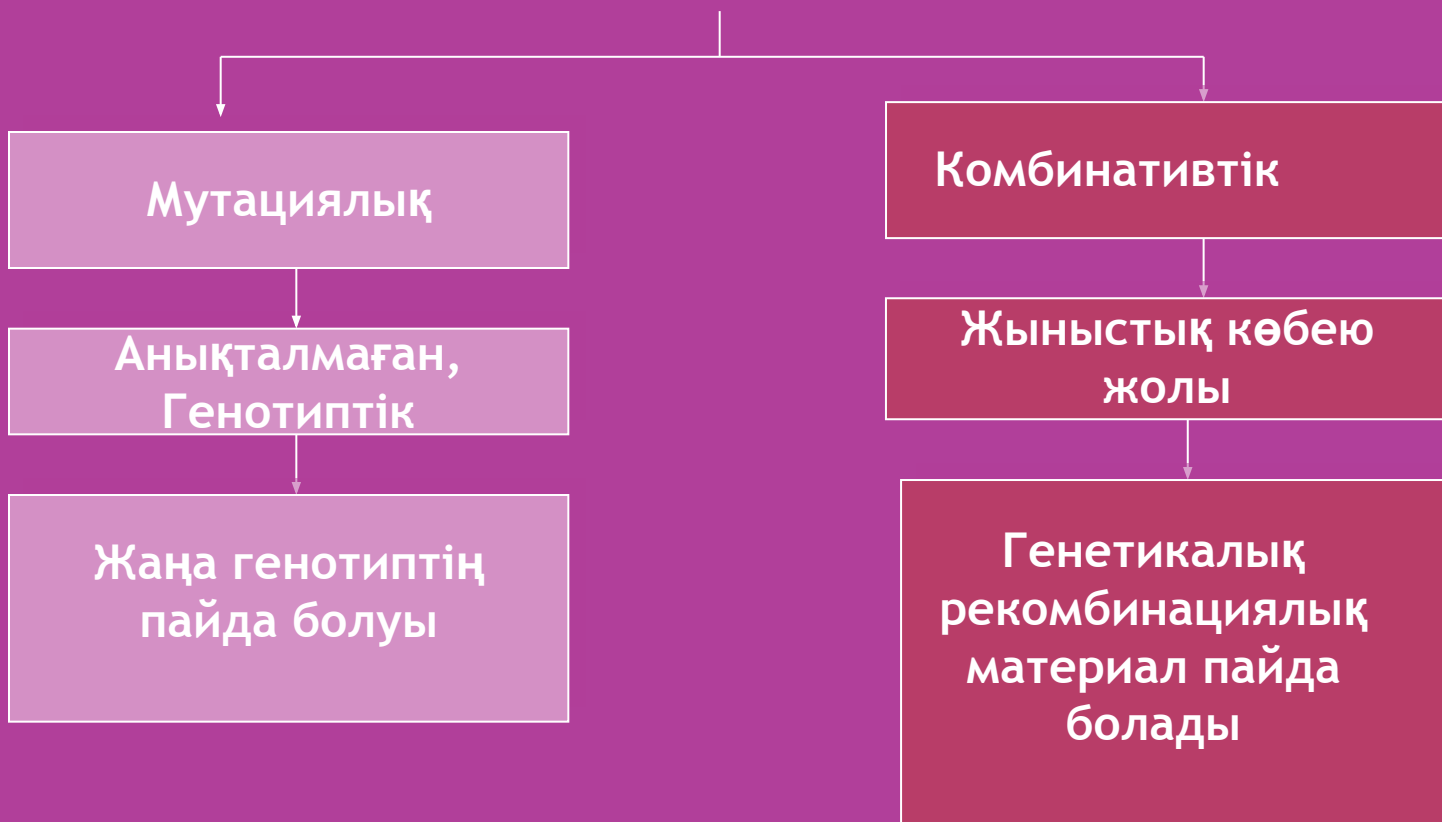 Мутациялық
Анықталмаған,
Генотиптік
Жаңа генотиптің
пайда болуы
Комбинативтік
Жыныстық көбею
жолы
Генетикалық
рекомбинациялық
материал пайда
болады